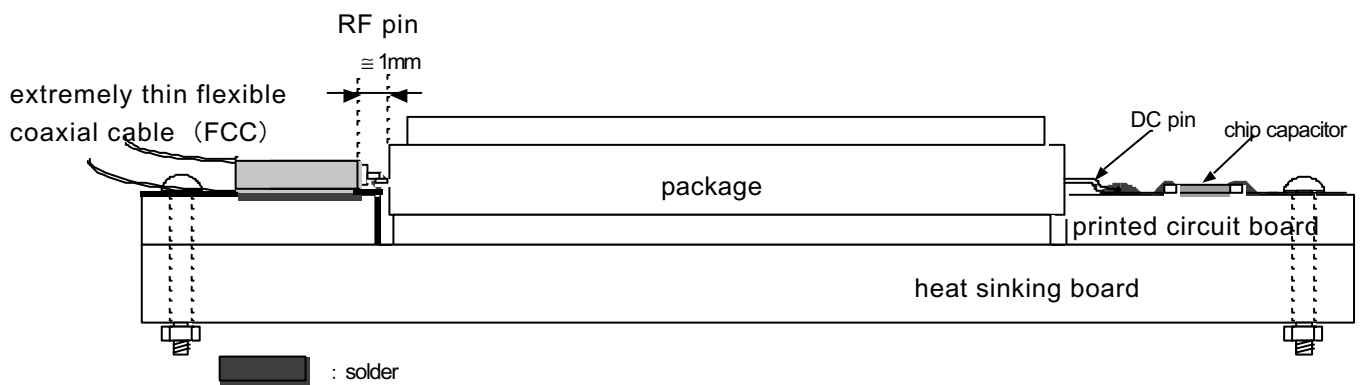 RF pin
≅ 1mm
extremely thin flexible
coaxial cable（FCC）
DC pin
chip capacitor
package
printed circuit board
heat sinking board
: solder